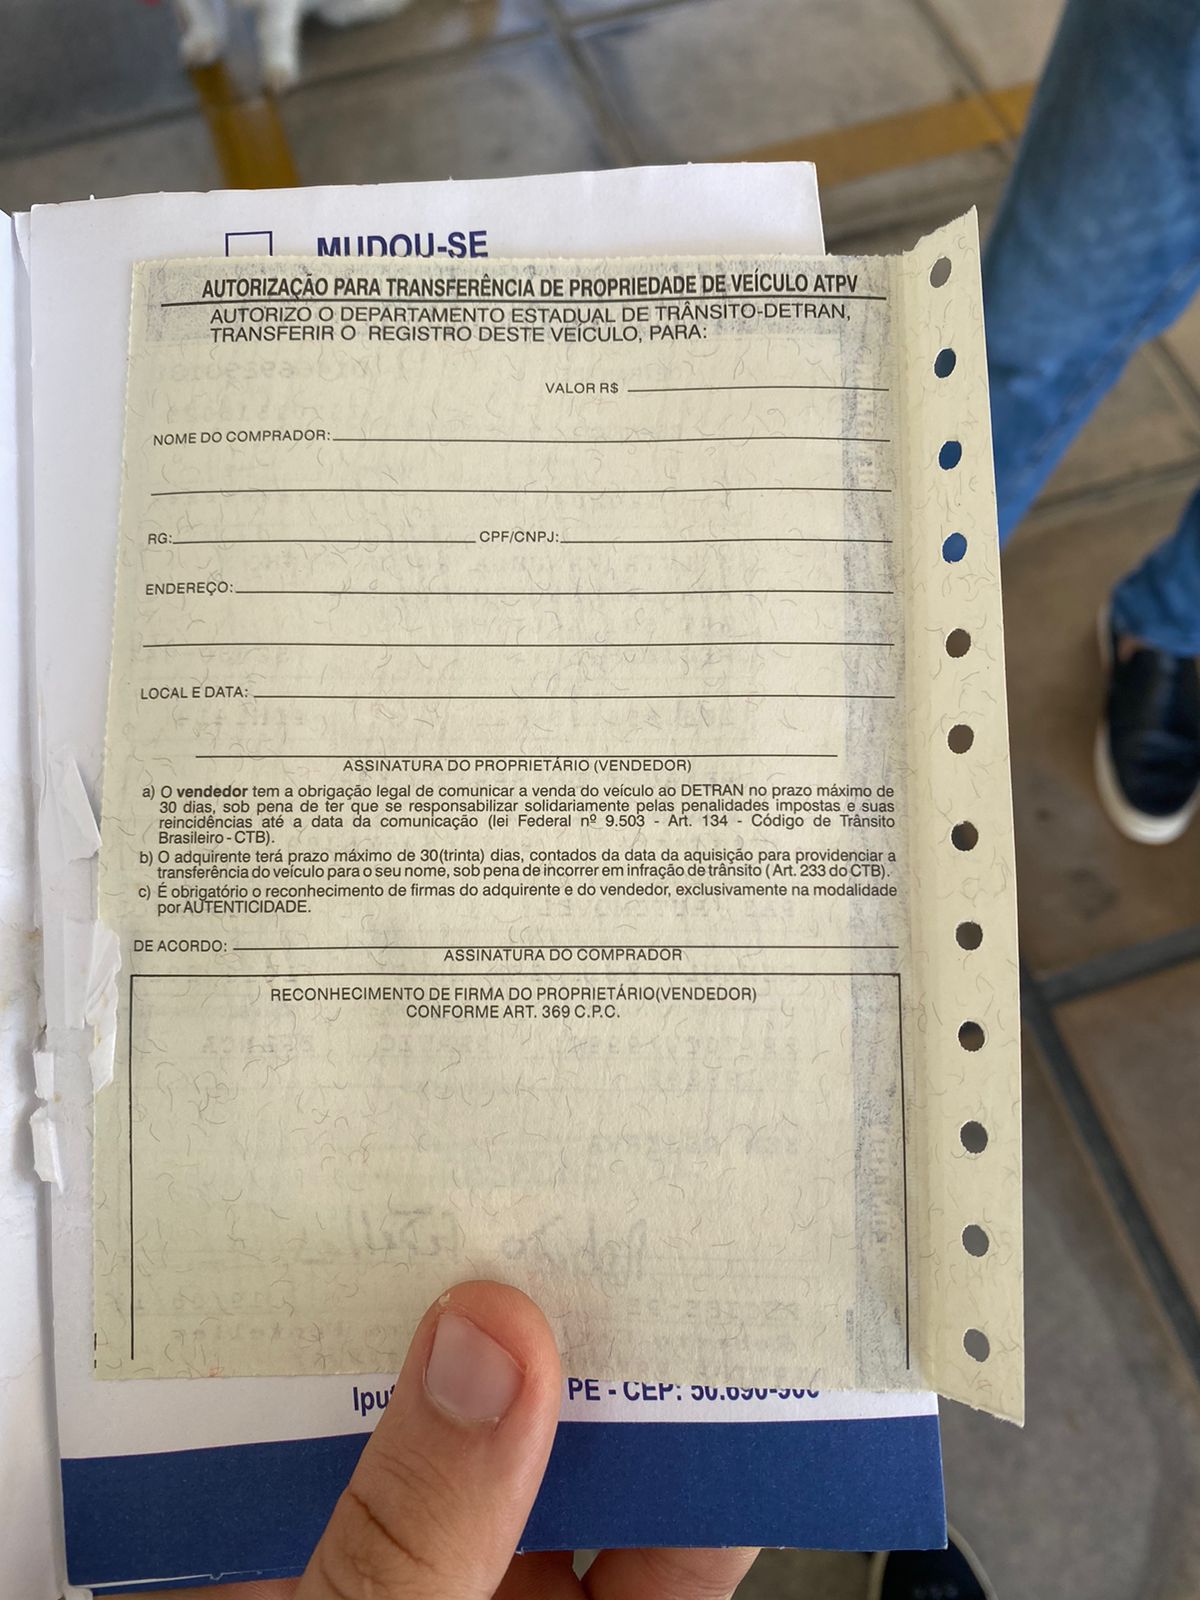 MUDOU-SE
AUTORIZAÇÃO PARA TRANSFERÊNCIA DE PROPRIEDADE DE VEÍCULO ATPV
AUTORIZO O DEPARTAMENTO ESTADUAL DE TRÂNSITO-DETRAN,
TRANSFERIR O REGISTRO DESTE VEÍCULO, PARA:
VALOR R$
NOME DO COMPRADOR:
RG: CPF/CNPJ:
ENDEREÇO:
LOCAL E DATA:
ASSINATURA DO PROPRIETÁRIO (VENDEDOR)
a) O vendedor tem a obrigação legal de comunicar a venda do veículo ao DETRAN no prazo máximo de
30 dias, sob pena de ter que se responsabilizar solidariamente pelas penalidades impostas e suas
reincidências até a data da comunicação (lei Federal nº 9.503 - Art. 134 - Código de Trânsito
Brasileiro - CTB).
b) O adquirente terá prazo máximo de 30(trinta) dias, contados da data da aquisição para providenciar a
transferência do veículo para o seu nome, sob pena de incorrer em infração de trânsito (Art. 233 do CTB).
c) É obrigatório o reconhecimento de firmas do adquirente e do vendedor, exclusivamente na modalidade
por AUTENTICIDADE.
DE ACORDO:
ASSINATURA DO COMPRADOR
RECONHECIMENTO DE FIRMA DO PROPRIETÁRIO(VENDEDOR)
CONFORME ART. 369 C.P.C.
PE - CEP: 50.690-900